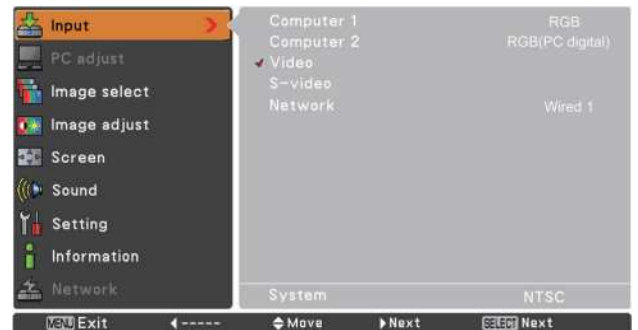 Input
PC adjust
Image select
Image adjust
Screen
Sound
Setting
Information
Network
Computer 1 RGB
Computer 2 RGB(PC digital)
Video
S-video
Network Wired 1
System NTSC
MENU Exit ----- Move Next SELECT Next